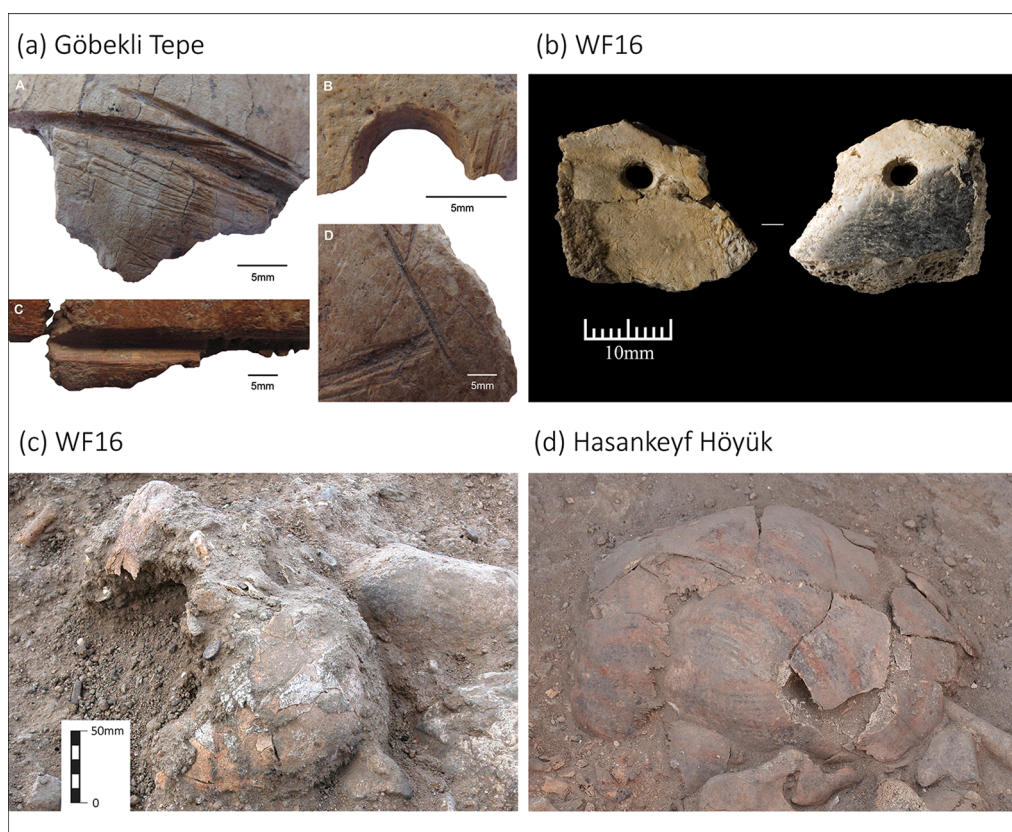 (a) Göbekli Tepe
(b) WF16
A
5mm
B
5mm
C
5mm
D
5mm
10mm
(c) WF16
(d) Hasankeyf Höyük
50mm
0